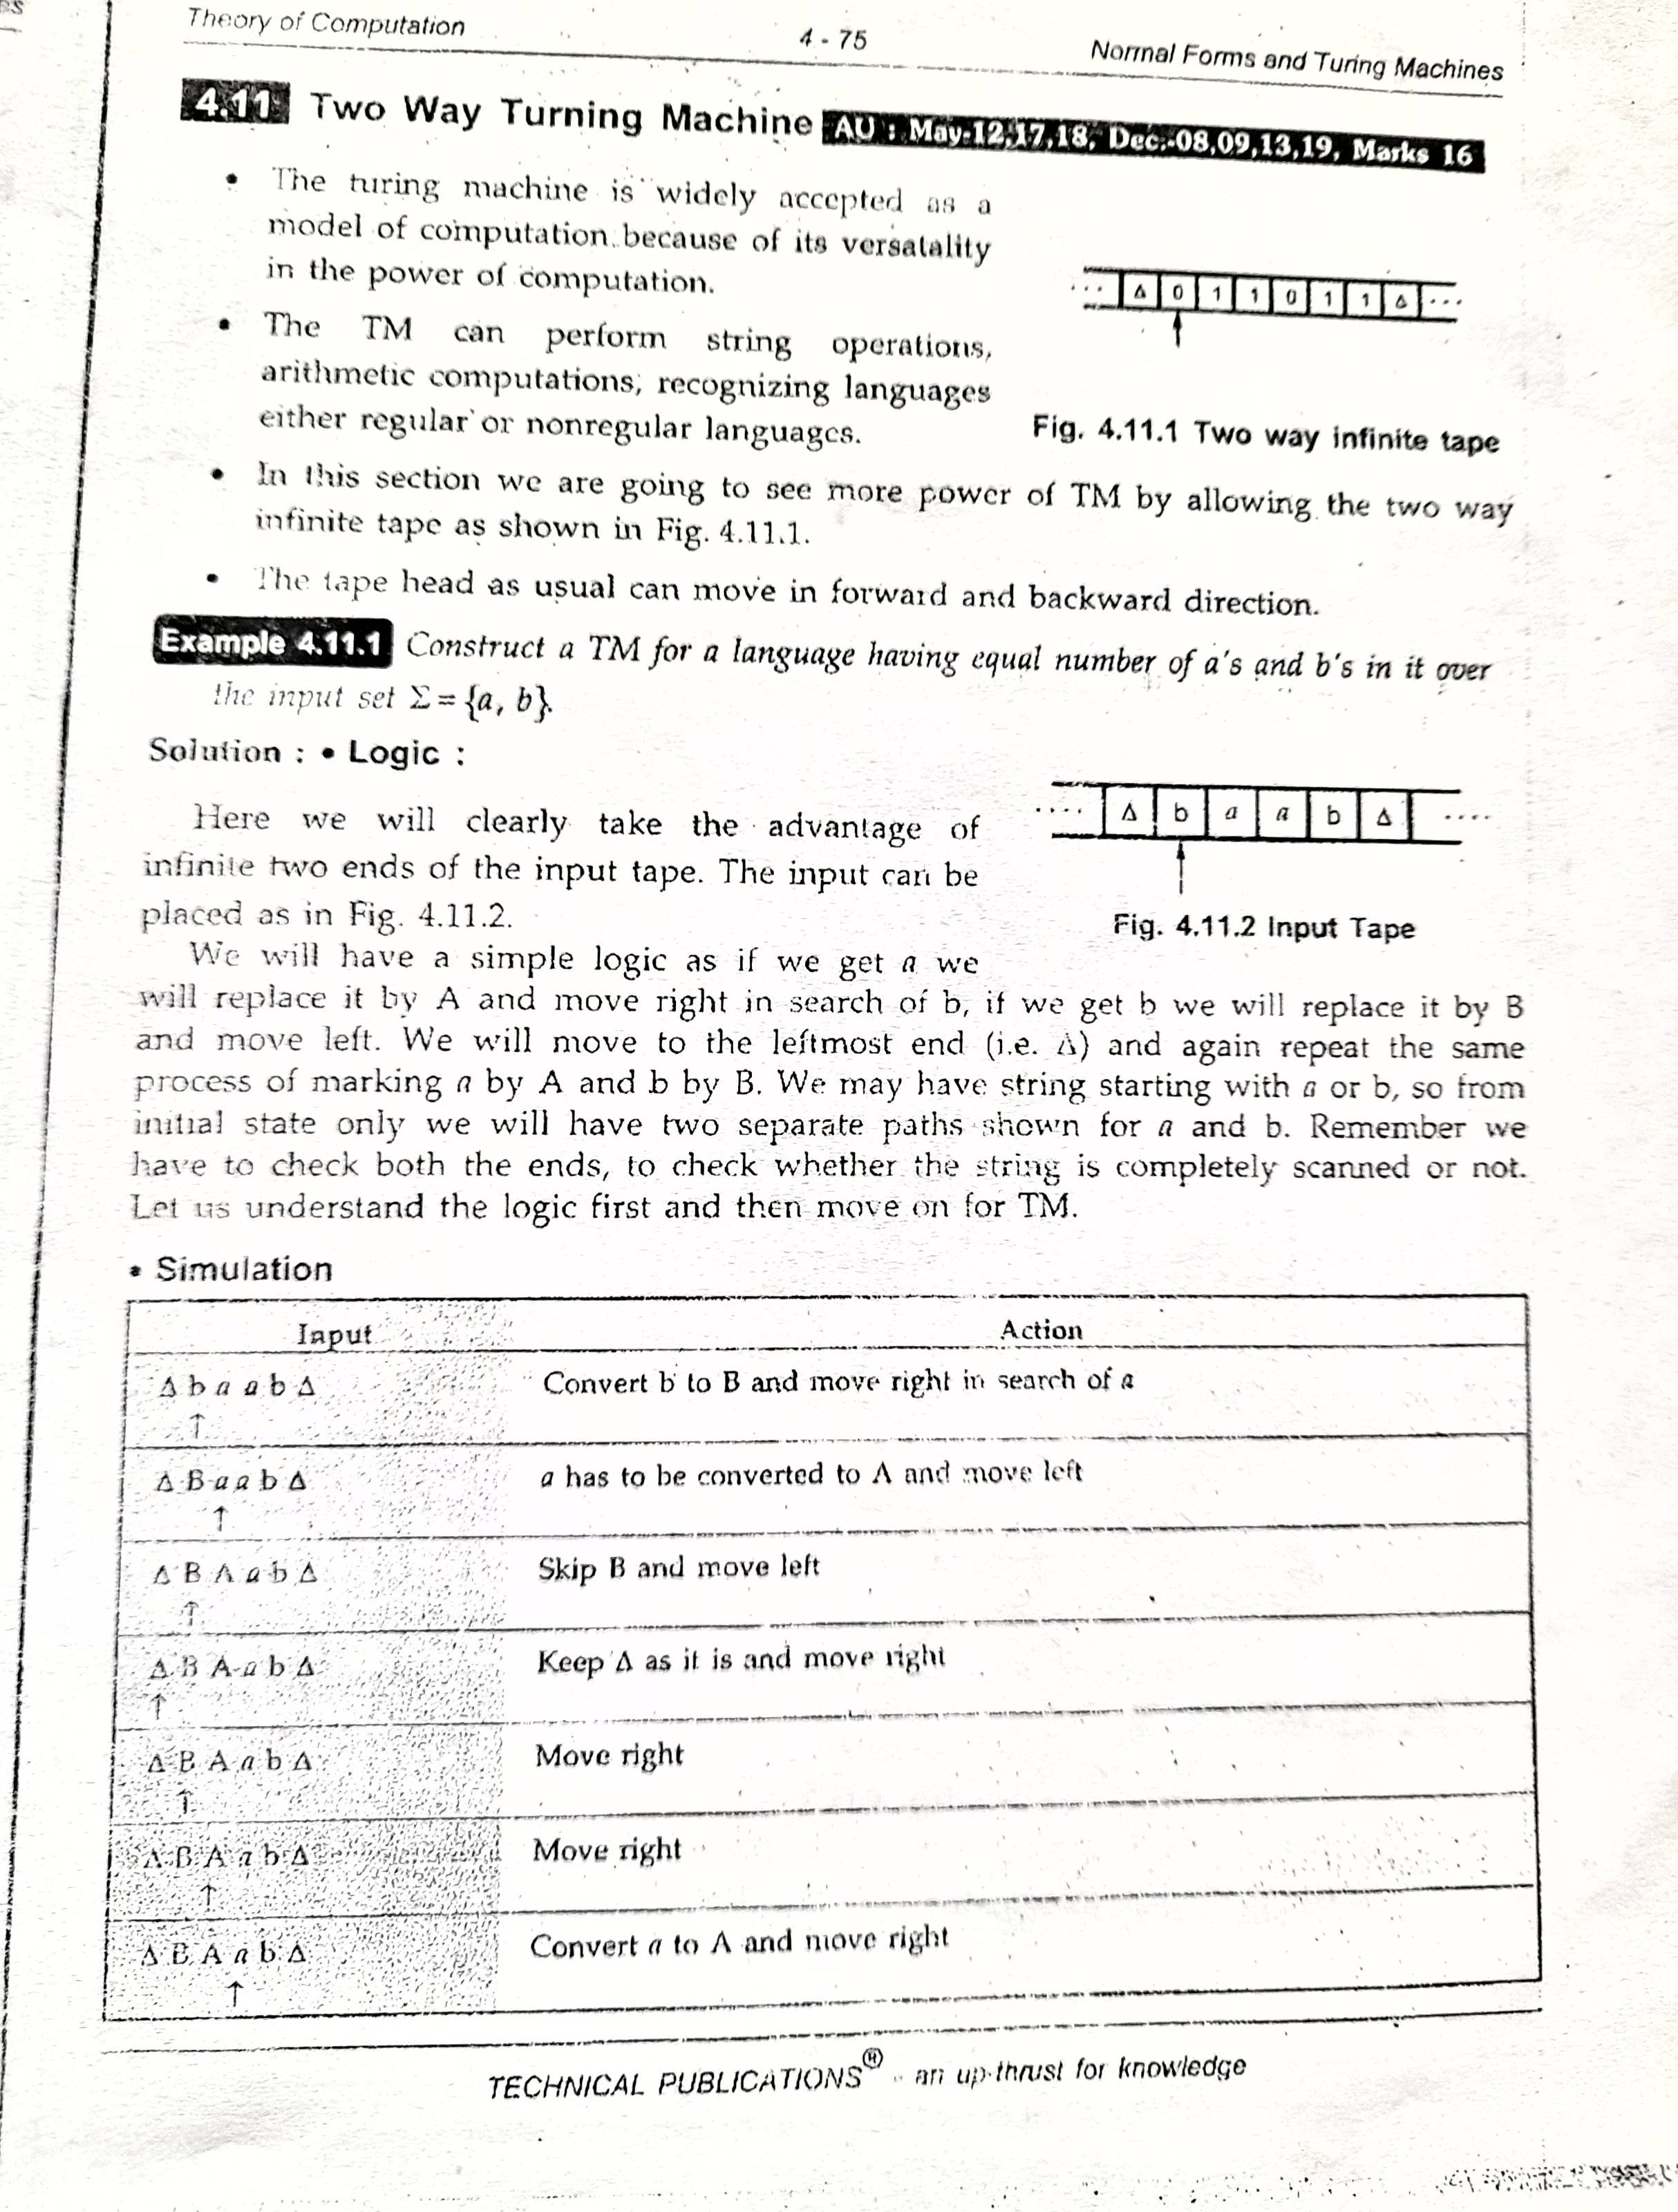 Theory of Computation
4 - 75
Normal Forms and Turing Machines
4.11 Two Way Turning Machine AU : May-12,17,18, Dec.-08,09,13,19, Marks 16
• The turing machine is widely accepted as a
model of computation because of its versatality
in the power of computation.
• The TM can perform string operations,
arithmetic computations, recognizing languages
either regular or nonregular languages.
... Δ 0 1 1 0 1 1 Δ ...
Fig. 4.11.1 Two way infinite tape
• In this section we are going to see more power of TM by allowing the two way
infinite tape as shown in Fig. 4.11.1.
• The tape head as usual can move in forward and backward direction.
Example 4.11.1 Construct a TM for a language having equal number of a's and b's in it over
the input set Σ = {a, b}.
Solution : • Logic :
Here we will clearly take the advantage of
infinite two ends of the input tape. The input can be
placed as in Fig. 4.11.2.
.... Δ b a a b Δ ....
Fig. 4.11.2 Input Tape
We will have a simple logic as if we get a we
will replace it by A and move right in search of b, if we get b we will replace it by B
and move left. We will move to the leftmost end (i.e. Δ) and again repeat the same
process of marking a by A and b by B. We may have string starting with a or b, so from
initial state only we will have two separate paths shown for a and b. Remember we
have to check both the ends, to check whether the string is completely scanned or not.
Let us understand the logic first and then move on for TM.
• Simulation
Input Action
Δ b a a b Δ Convert b to B and move right in search of a
↑
Δ B a a b Δ a has to be converted to A and move left
↑
Δ B A a b Δ Skip B and move left
↑
Δ B A a b Δ Keep Δ as it is and move right
↑
Δ B A a b Δ Move right
↑
Δ B A a b Δ Move right
↑
Δ B A a b Δ Convert a to A and move right
↑
TECHNICAL PUBLICATIONS® - an up-thrust for knowledge